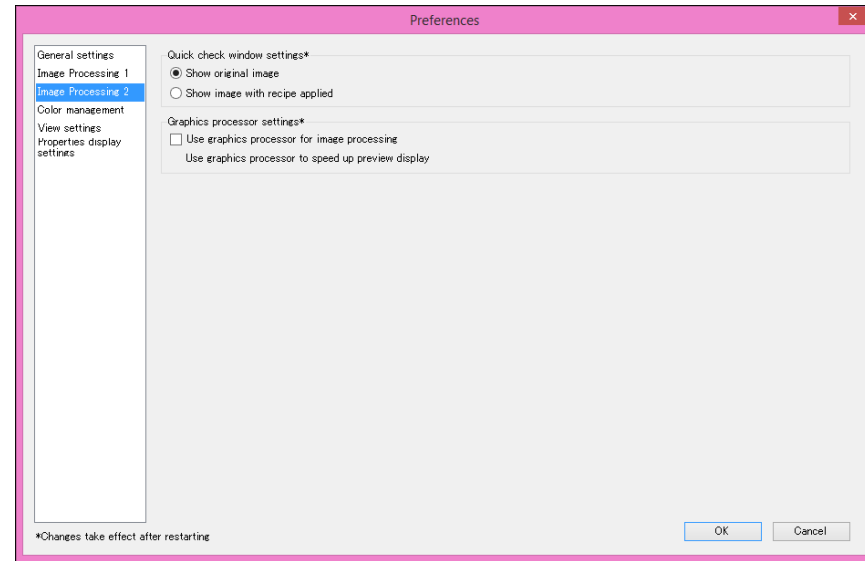 Preferences
General settings
Image Processing 1
Image Processing 2
Color management
View settings
Properties display
settings
Quick check window settings*
Show original image
Show image with recipe applied
Graphics processor settings*
Use graphics processor for image processing
Use graphics processor to speed up preview display
*Changes take effect after restarting
OK
Cancel